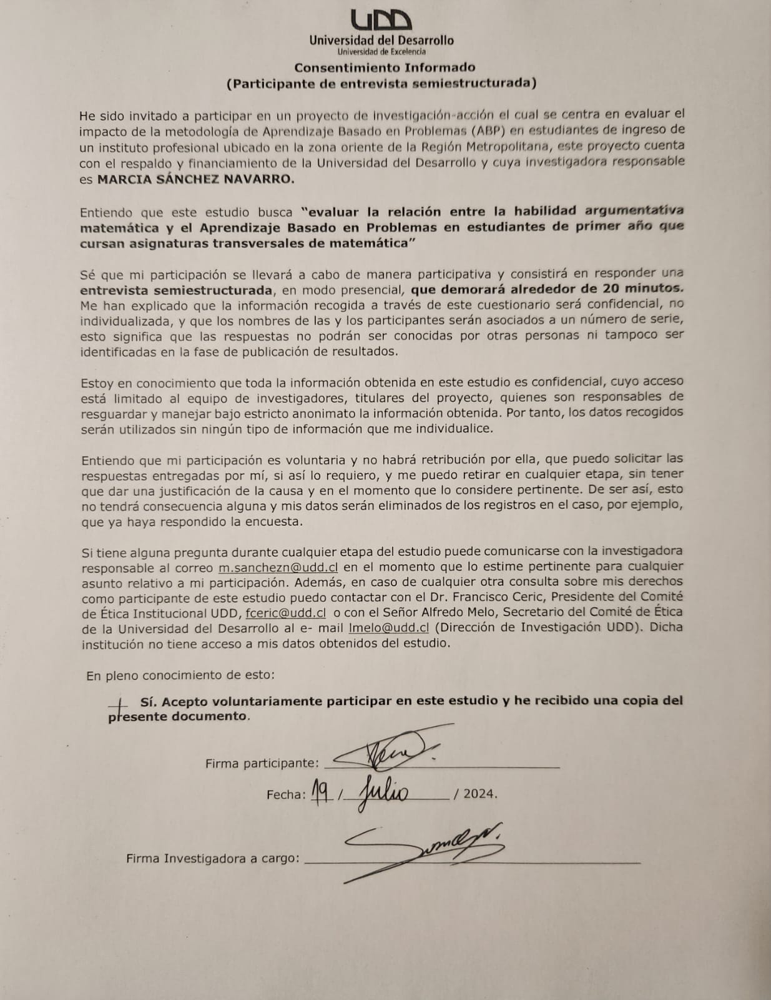 UDD
Universidad del Desarrollo
Universidad de Excelencia
Consentimiento Informado
(Participante de entrevista semiestructurada)
He sido invitado a participar en un proyecto de investigación-acción el cual se centra en evaluar el
impacto de la metodología de Aprendizaje Basado en Problemas (ABP) en estudiantes de ingreso de
un instituto profesional ubicado en la zona oriente de la Región Metropolitana, este proyecto cuenta
con el respaldo y financiamiento de la Universidad del Desarrollo y cuya investigadora responsable
es MARCIA SÁNCHEZ NAVARRO.
Entiendo que este estudio busca “evaluar la relación entre la habilidad argumentativa
matemática y el Aprendizaje Basado en Problemas en estudiantes de primer año que
cursan asignaturas transversales de matemática”
Sé que mi participación se llevará a cabo de manera participativa y consistirá en responder una
entrevista semiestructurada, en modo presencial, que demorará alrededor de 20 minutos.
Me han explicado que la información recogida a través de este cuestionario será confidencial, no
individualizada, y que los nombres de las y los participantes serán asociados a un número de serie,
esto significa que las respuestas no podrán ser conocidas por otras personas ni tampoco ser
identificadas en la fase de publicación de resultados.
Estoy en conocimiento que toda la información obtenida en este estudio es confidencial, cuyo acceso
está limitado al equipo de investigadores, titulares del proyecto, quienes son responsables de
resguardar y manejar bajo estricto anonimato la información obtenida. Por tanto, los datos recogidos
serán utilizados sin ningún tipo de información que me individualice.
Entiendo que mi participación es voluntaria y no habrá retribución por ella, que puedo solicitar las
respuestas entregadas por mí, si así lo requiero, y me puedo retirar en cualquier etapa, sin tener
que dar una justificación de la causa y en el momento que lo considere pertinente. De ser así, esto
no tendrá consecuencia alguna y mis datos serán eliminados de los registros en el caso, por ejemplo,
que ya haya respondido la encuesta.
Si tiene alguna pregunta durante cualquier etapa del estudio puede comunicarse con la investigadora
responsable al correo m.sanchezn@udd.cl en el momento que lo estime pertinente para cualquier
asunto relativo a mi participación. Además, en caso de cualquier otra consulta sobre mis derechos
como participante de este estudio puedo contactar con el Dr. Francisco Ceric, Presidente del Comité
de Ética Institucional UDD, fceric@udd.cl o con el Señor Alfredo Melo, Secretario del Comité de Ética
de la Universidad del Desarrollo al e- mail lmelo@udd.cl (Dirección de Investigación UDD). Dicha
institución no tiene acceso a mis datos obtenidos del estudio.
En pleno conocimiento de esto:
Sí. Acepto voluntariamente participar en este estudio y he recibido una copia del
presente documento.
Firma participante:
Fecha: 19 / Julio / 2024.
Firma Investigadora a cargo: